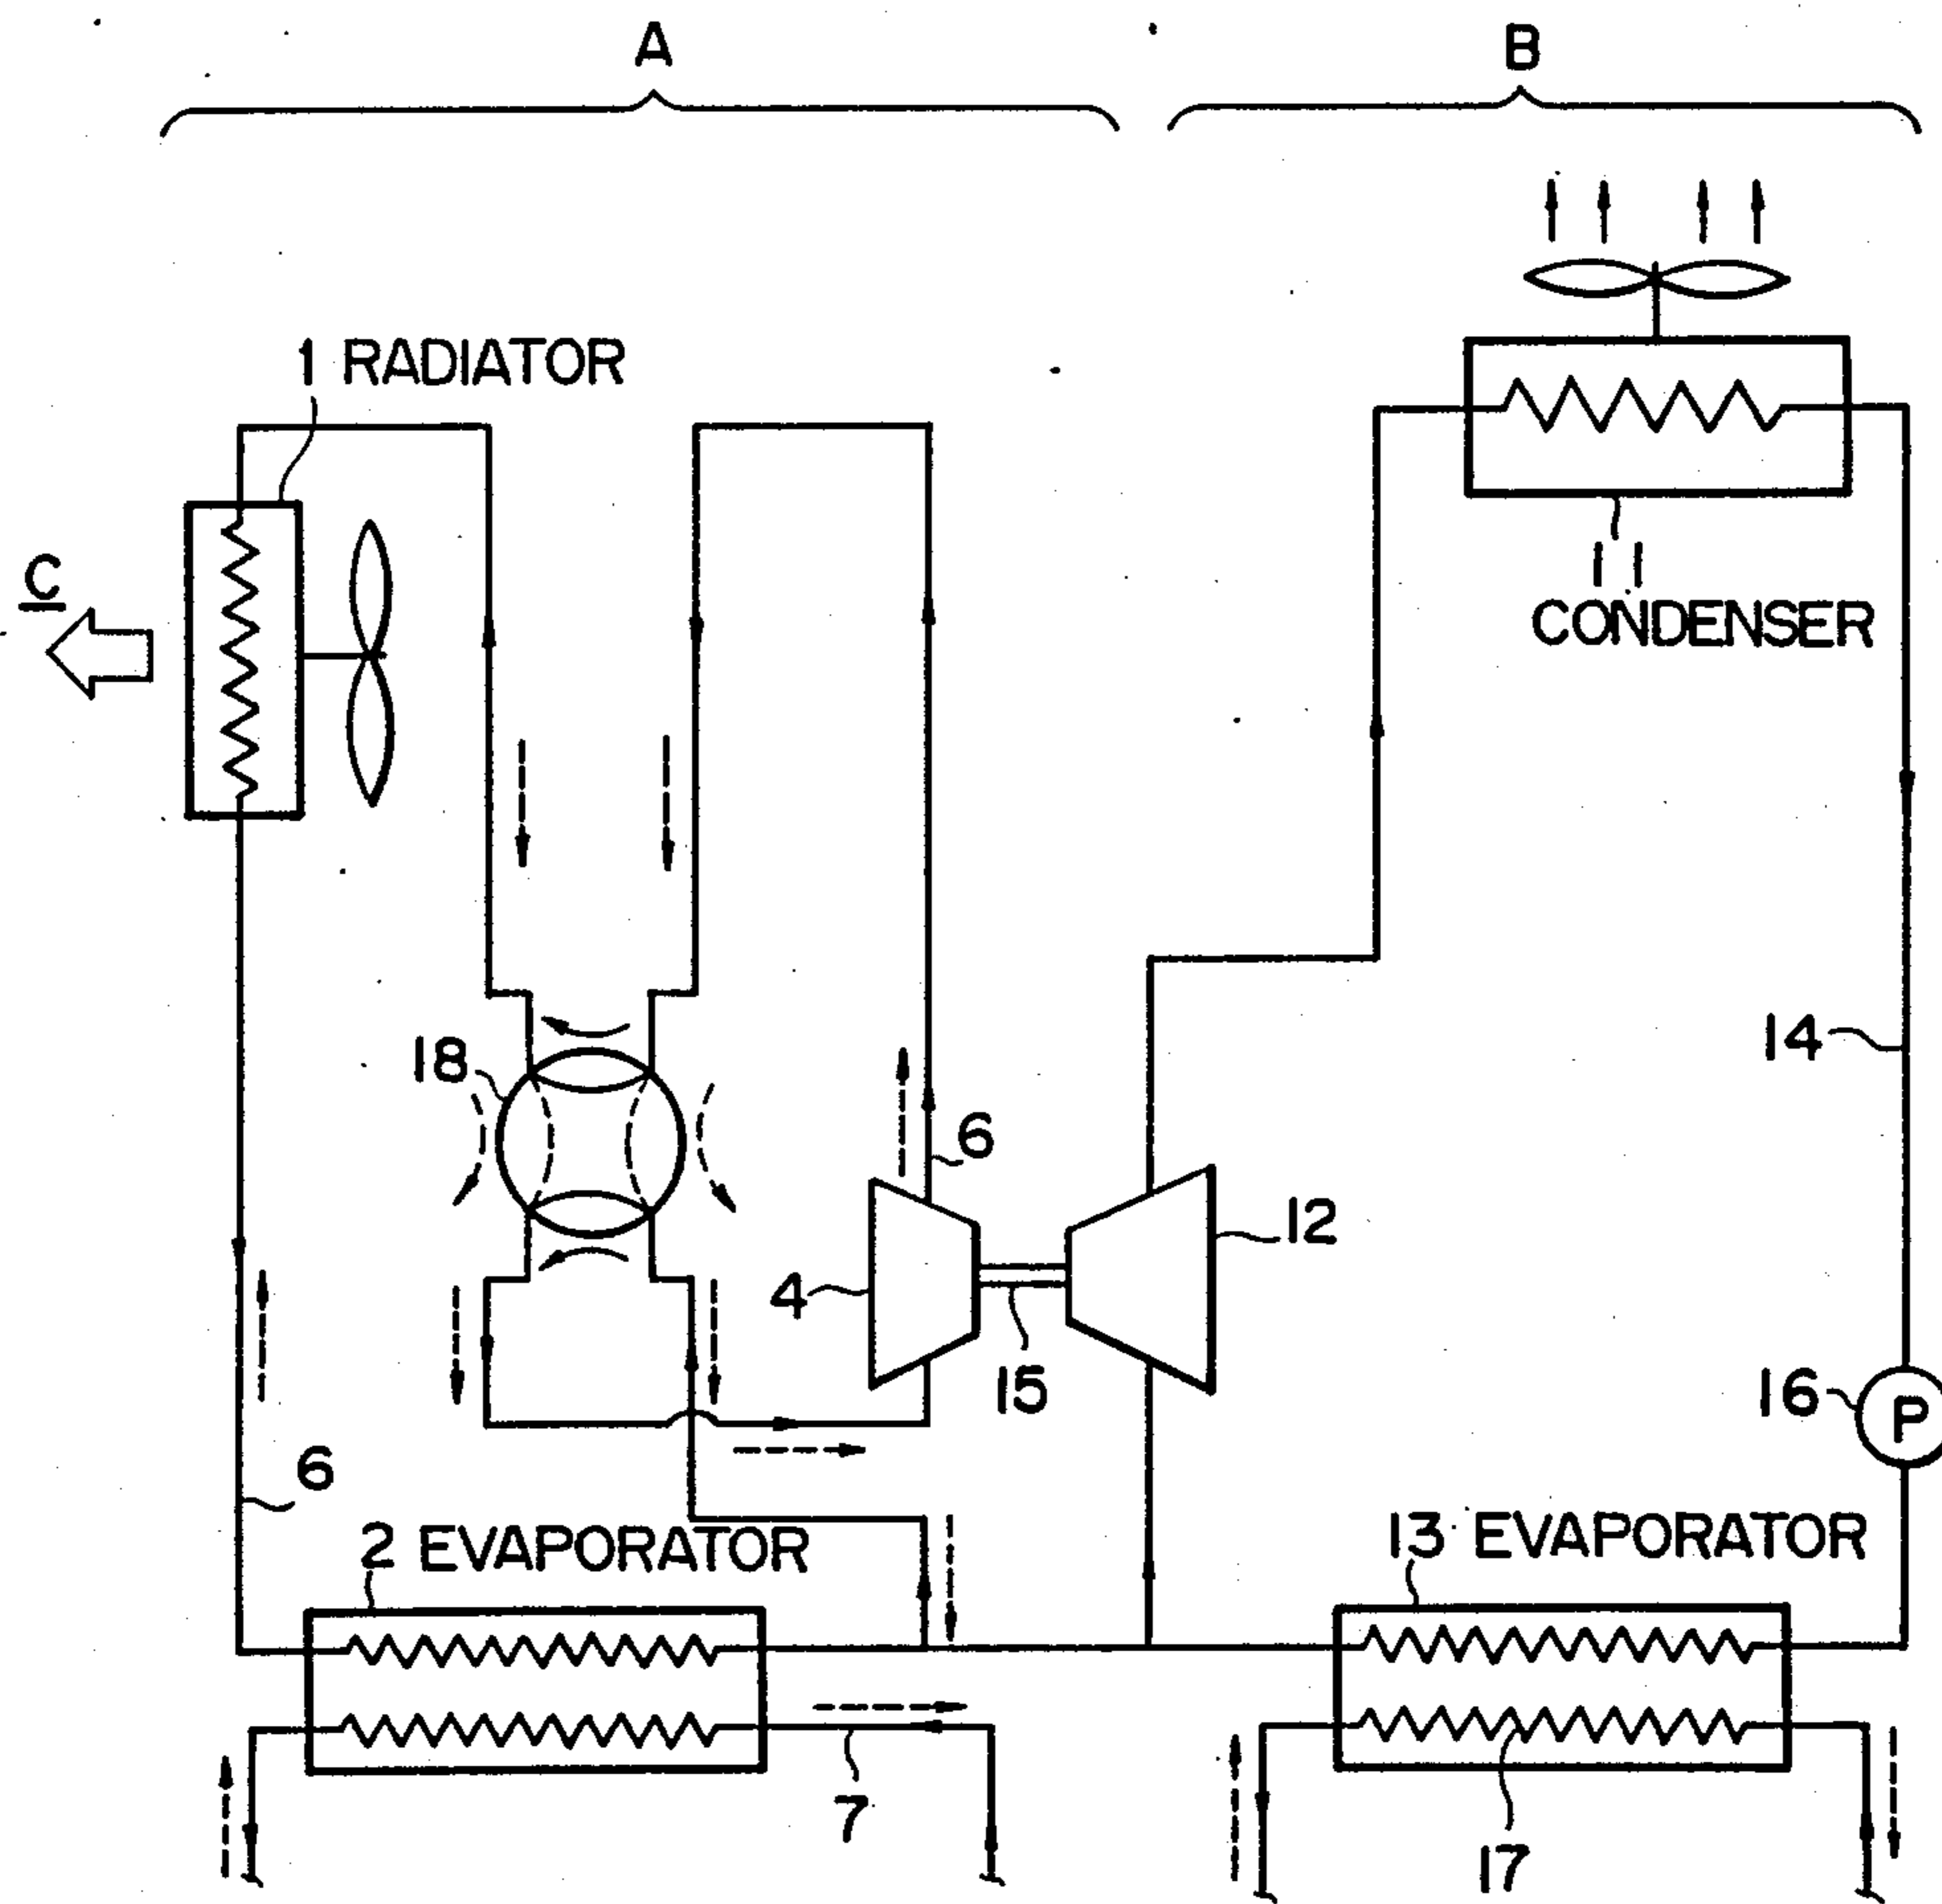 A
B
1 RADIATOR
C
11
CONDENSER
14
18
6
12
4
15
16
P
6
2 EVAPORATOR
13 EVAPORATOR
7
17